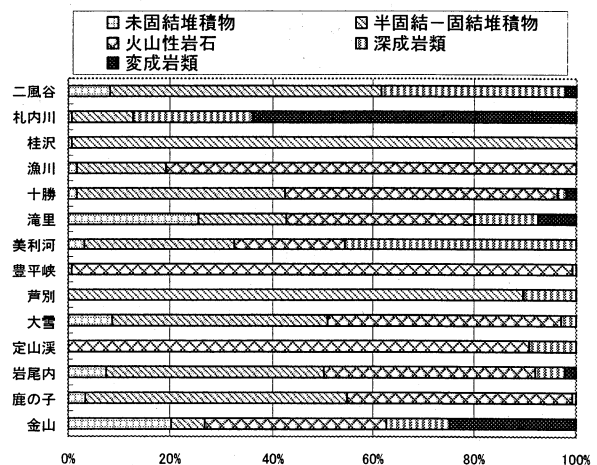 未固結堆積物 半固結－固結堆積物
火山性岩石 深成岩類
変成岩類
二風谷
札内川
桂沢
漁川
十勝
滝里
美利河
豊平峡
芦別
大雪
定山渓
岩尾内
鹿の子
金山
0% 20% 40% 60% 80% 100%